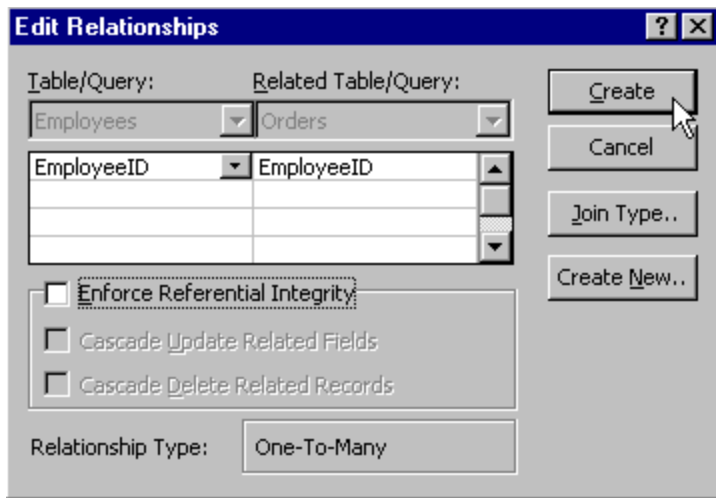 Edit Relationships
Table/Query: Related Table/Query:
Employees Orders
EmployeeID EmployeeID
Enforce Referential Integrity
Cascade Update Related Fields
Cascade Delete Related Records
Relationship Type: One-To-Many
Create
Cancel
Join Type..
Create New..